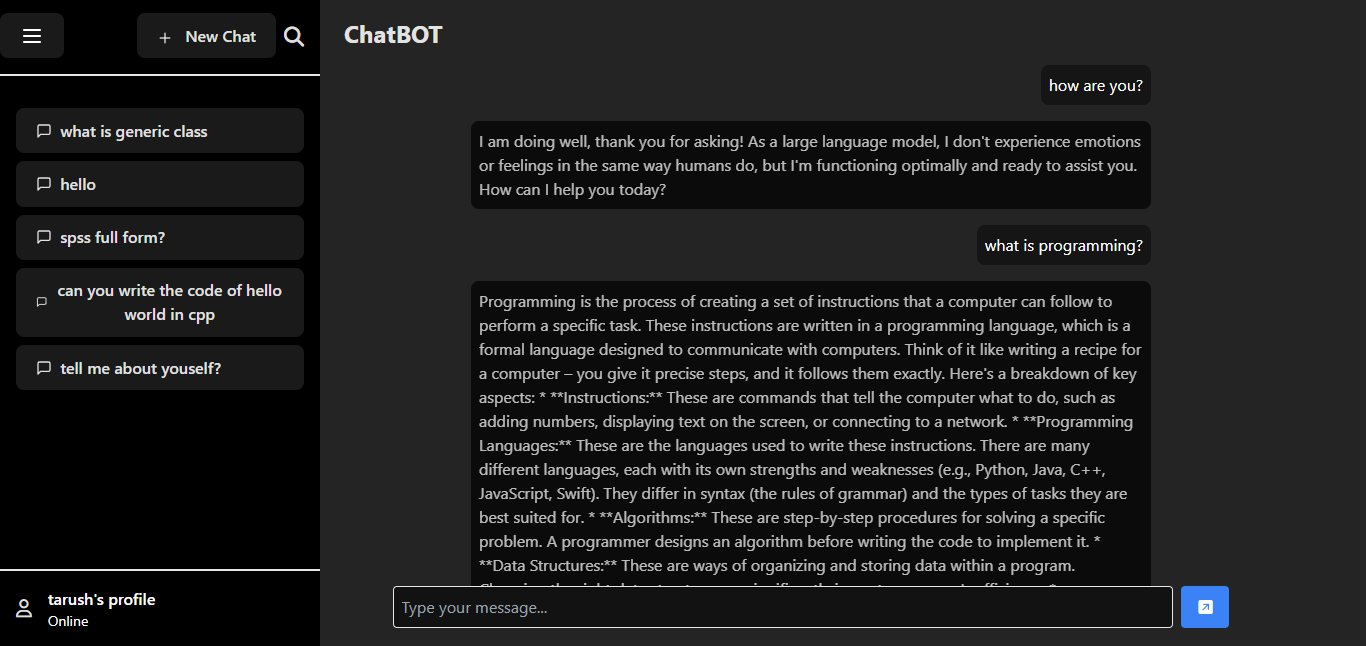 New Chat
what is generic class
hello
spss full form?
can you write the code of hello
world in cpp
tell me about youself?
tarush's profile
Online
ChatBOT
how are you?
I am doing well, thank you for asking! As a large language model, I don't experience emotions
or feelings in the same way humans do, but I'm functioning optimally and ready to assist you.
How can I help you today?
what is programming?
Programming is the process of creating a set of instructions that a computer can follow to
perform a specific task. These instructions are written in a programming language, which is a
formal language designed to communicate with computers. Think of it like writing a recipe for
a computer – you give it precise steps, and it follows them exactly. Here's a breakdown of key
aspects: * **Instructions:** These are commands that tell the computer what to do, such as
adding numbers, displaying text on the screen, or connecting to a network. * **Programming
Languages:** These are the languages used to write these instructions. There are many
different languages, each with its own strengths and weaknesses (e.g., Python, Java, C++,
JavaScript, Swift). They differ in syntax (the rules of grammar) and the types of tasks they are
best suited for. * **Algorithms:** These are step-by-step procedures for solving a specific
problem. A programmer designs an algorithm before writing the code to implement it. *
**Data Structures:** These are ways of organizing and storing data within a program.
Type your message...